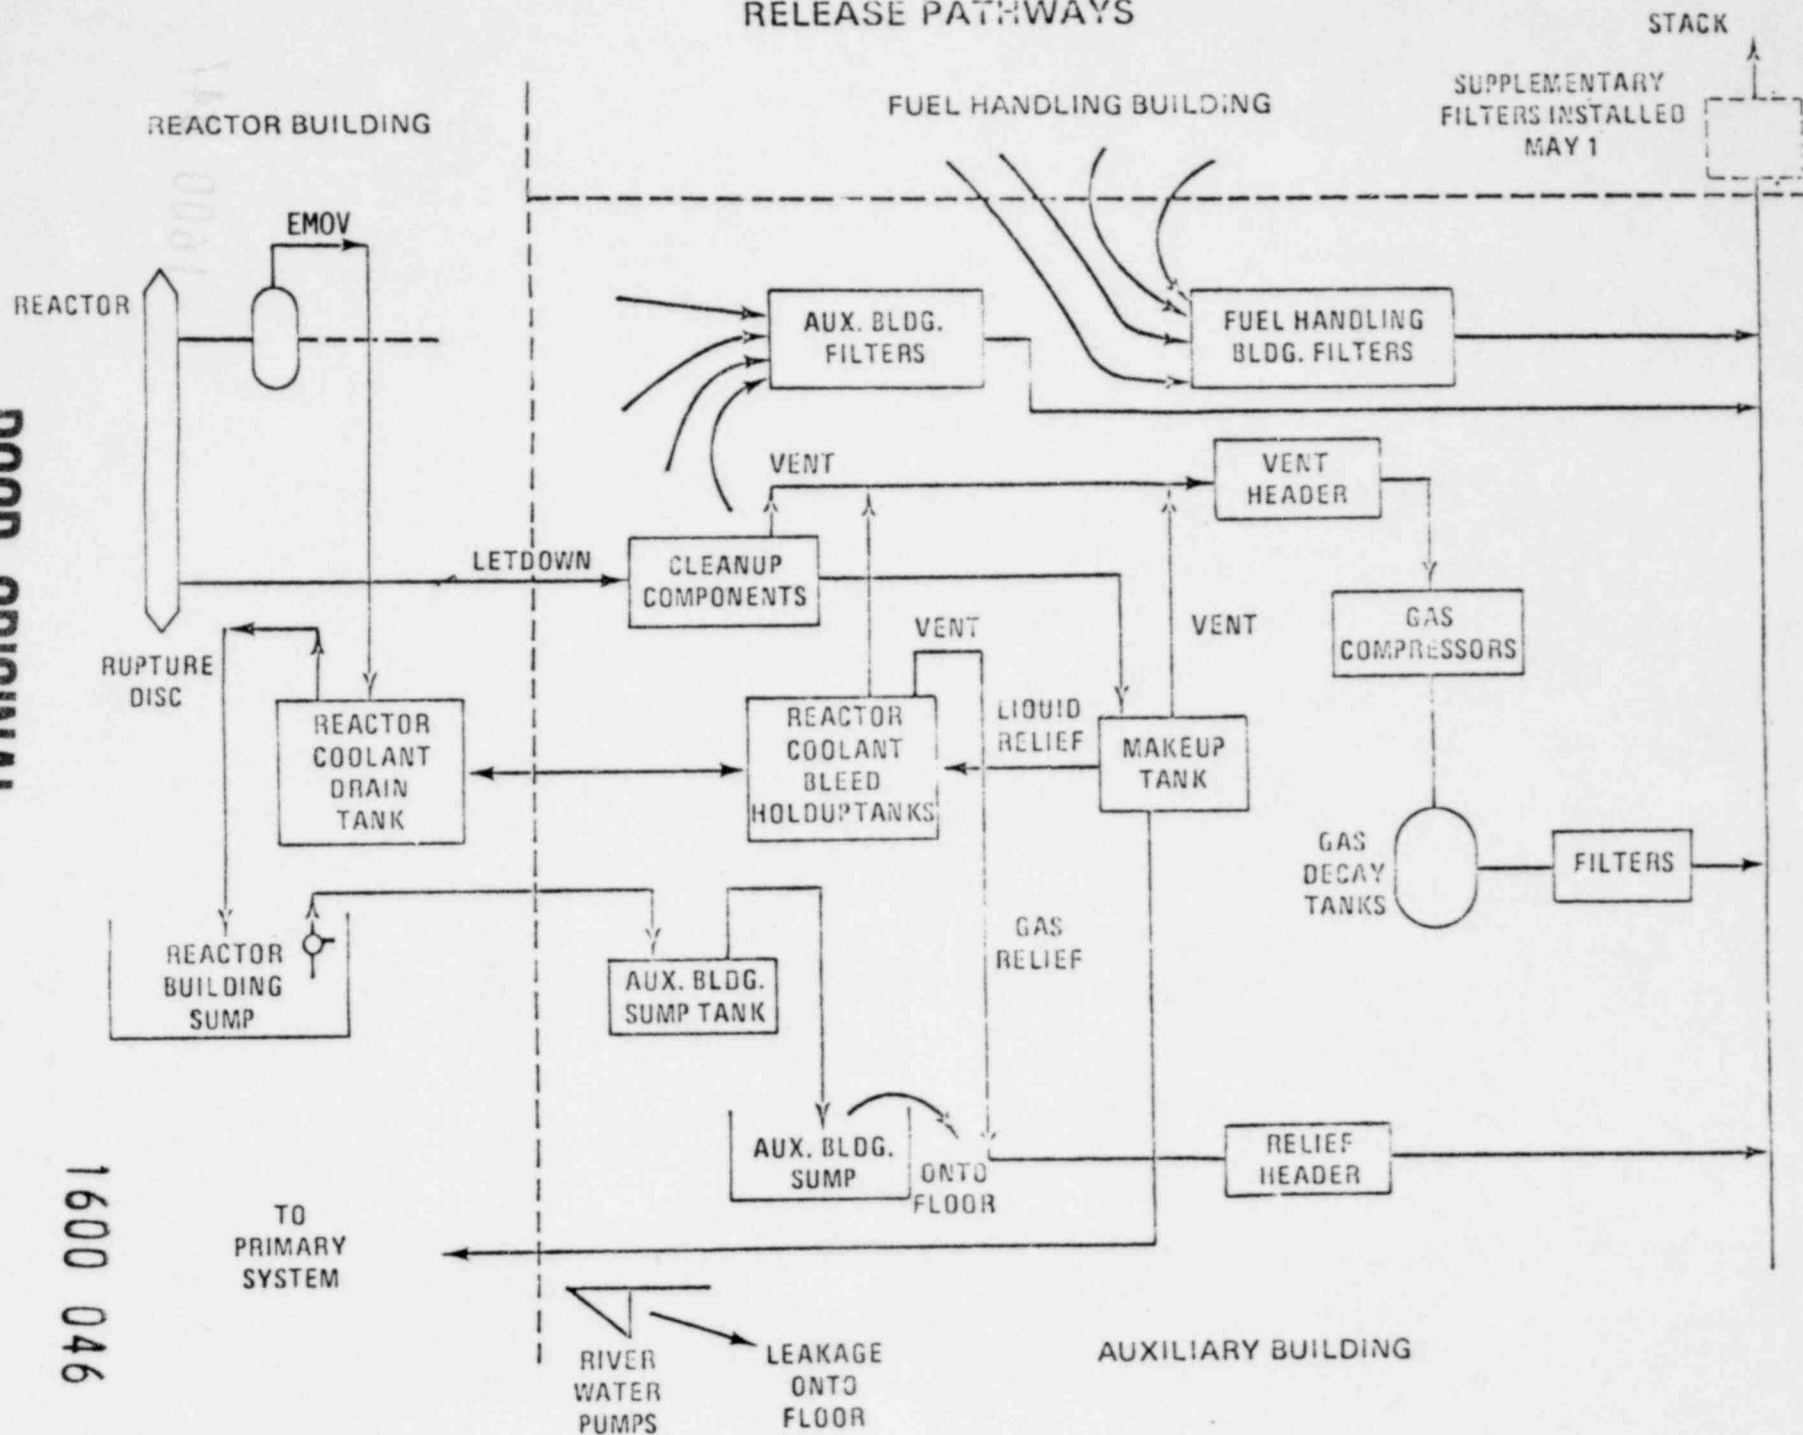 RELEASE PATHWAYS
STACK
SUPPLEMENTARY
FILTERS INSTALLED
MAY 1
REACTOR BUILDING
FUEL HANDLING BUILDING
EMOV
REACTOR
AUX. BLDG.
FILTERS
FUEL HANDLING
BLDG. FILTERS
VENT
VENT
HEADER
LETDOWN
CLEANUP
COMPONENTS
VENT
VENT
GAS
COMPRESSORS
RUPTURE
DISC
REACTOR
COOLANT
DRAIN
TANK
REACTOR
COOLANT
BLEED
HOLDUP TANKS
LIQUID
RELIEF
MAKEUP
TANK
GAS
DECAY
TANKS
FILTERS
REACTOR
BUILDING
SUMP
AUX. BLDG.
SUMP TANK
GAS
RELIEF
AUX. BLDG.
SUMP
ONTO
FLOOR
RELIEF
HEADER
TO
PRIMARY
SYSTEM
RIVER
WATER
PUMPS
LEAKAGE
ONTO
FLOOR
AUXILIARY BUILDING
1600 046